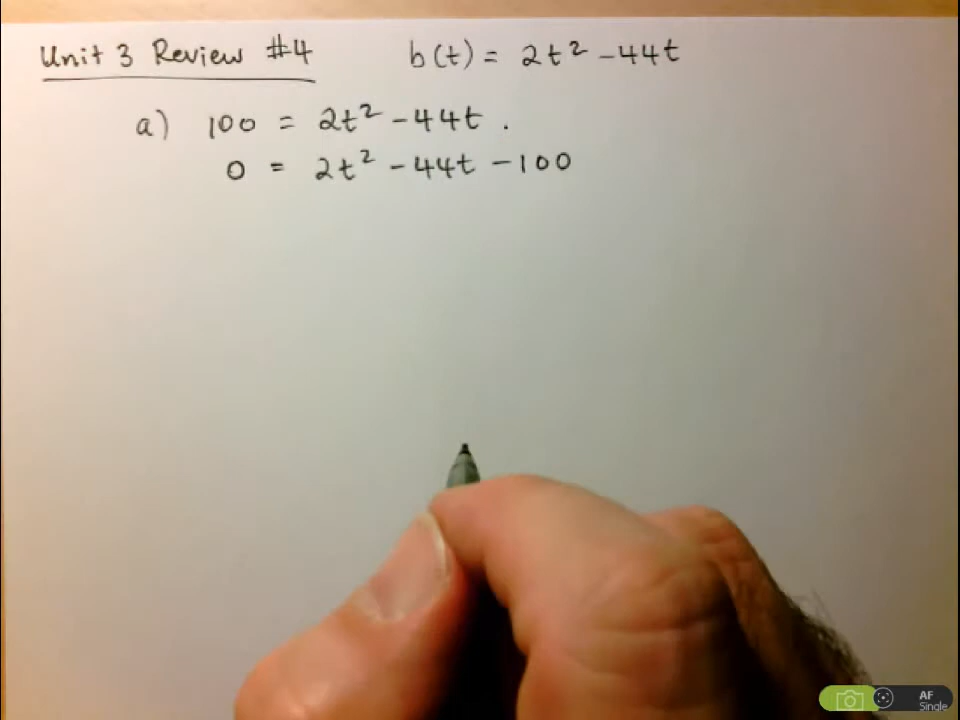 Unit 3 Review #4 b(t) = 2t² - 44t
a) 100 = 2t² - 44t .
0 = 2t² - 44t - 100
AF
Single